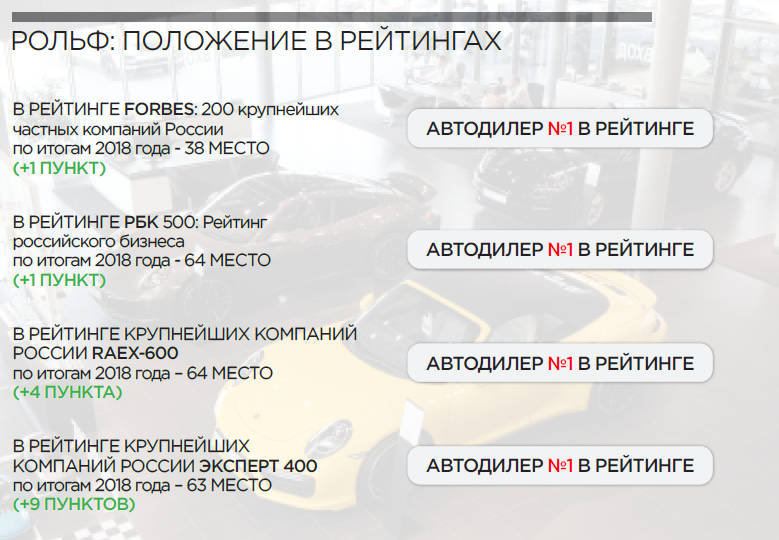 РОЛЬФ: ПОЛОЖЕНИЕ В РЕЙТИНГАХ
В РЕЙТИНГЕ FORBES: 200 крупнейших
частных компаний России
по итогам 2018 года - 38 МЕСТО
(+1 ПУНКТ)
АВТОДИЛЕР №1 В РЕЙТИНГЕ
В РЕЙТИНГЕ РБК 500: Рейтинг
российского бизнеса
по итогам 2018 года - 64 МЕСТО
(+1 ПУНКТ)
АВТОДИЛЕР №1 В РЕЙТИНГЕ
В РЕЙТИНГЕ КРУПНЕЙШИХ КОМПАНИЙ
РОССИИ RAEX-600
по итогам 2018 года – 64 МЕСТО
(+4 ПУНКТА)
АВТОДИЛЕР №1 В РЕЙТИНГЕ
В РЕЙТИНГЕ КРУПНЕЙШИХ
КОМПАНИЙ РОССИИ ЭКСПЕРТ 400
по итогам 2018 года – 63 МЕСТО
(+9 ПУНКТОВ)
АВТОДИЛЕР №1 В РЕЙТИНГЕ